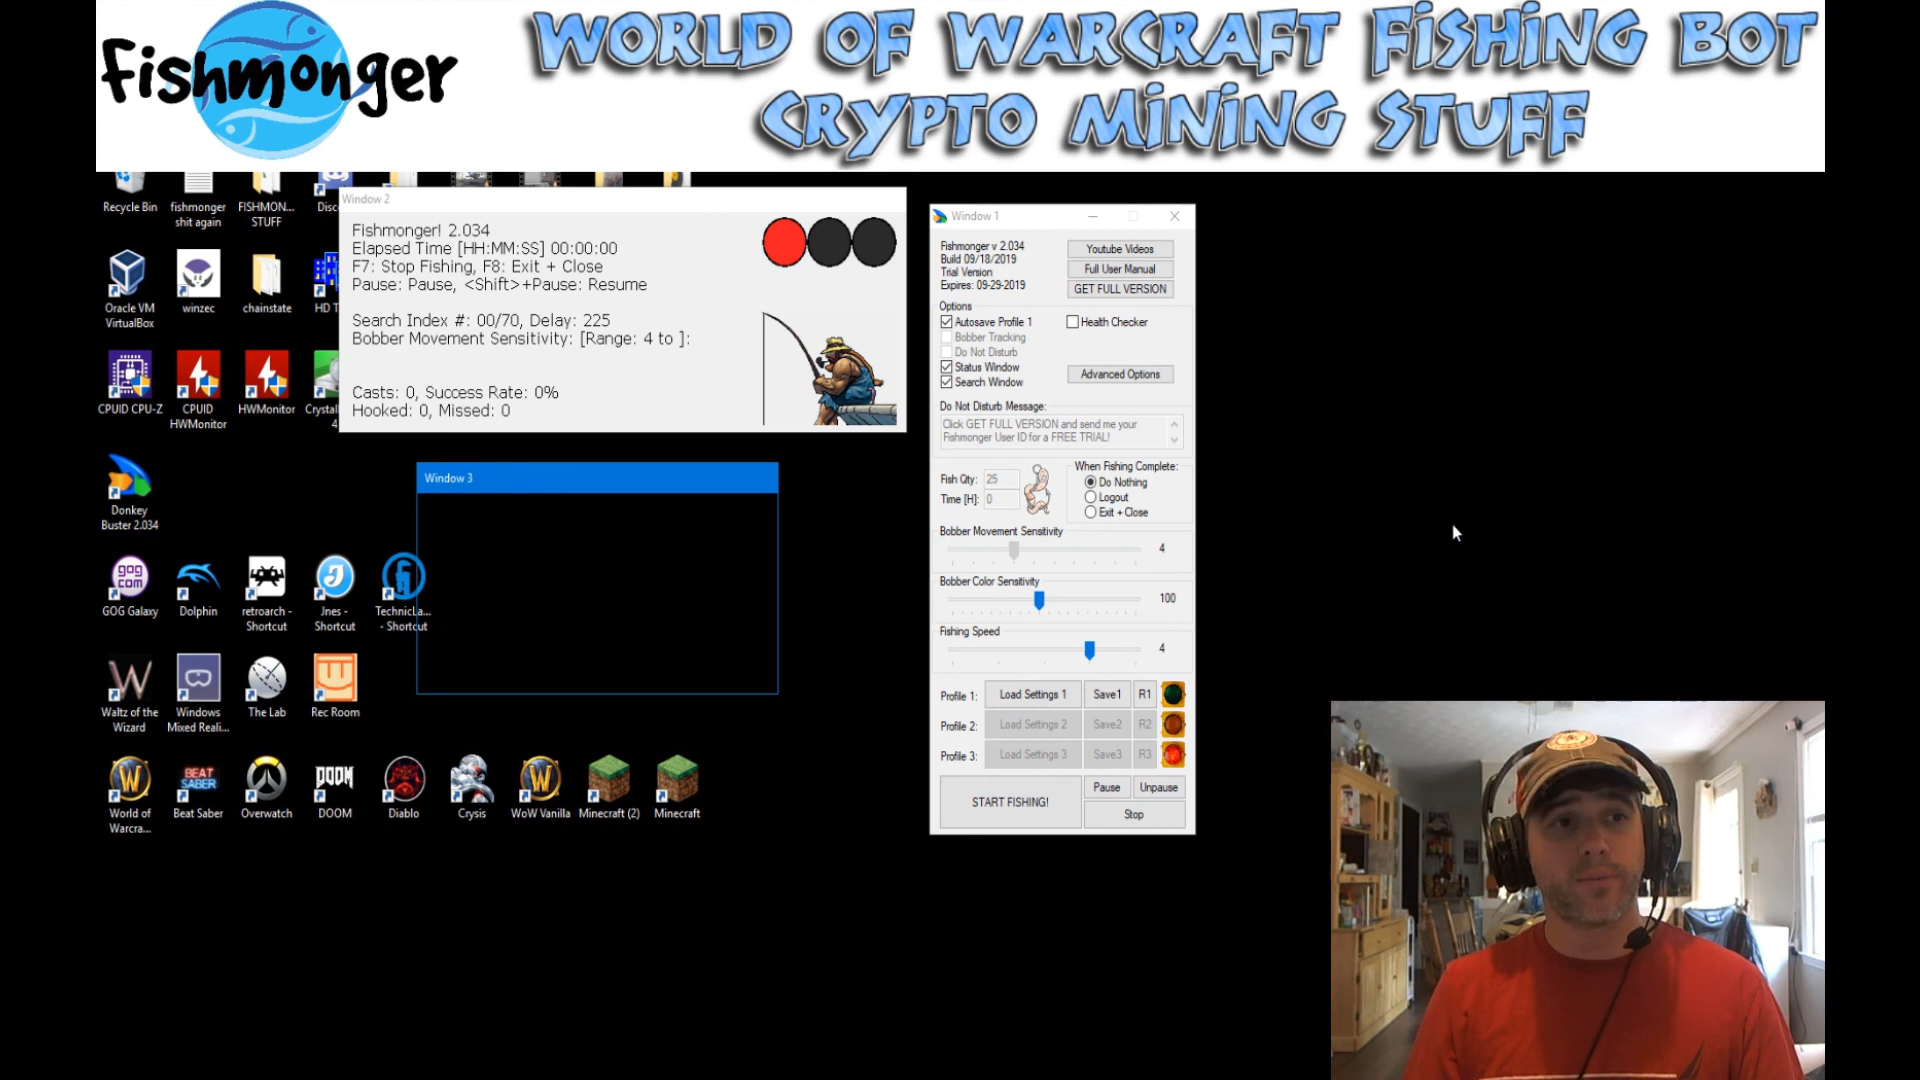 Fishmonger
WORLD OF WARCRAFT FISHING BOT
CRYPTO MINING STUFF
Recycle Bin
fishmonger
shit again
FISHMON...
STUFF
Disc
Oracle VM
VirtualBox
winzec
chainstate
HD T
CPUID CPU-Z
CPUID
HWMonitor
HWMonitor
Crystal
4
Donkey
Buster 2.034
GOG
COM
GOG Galaxy
Dolphin
retroarch -
Shortcut
Jnes -
Shortcut
TechnicLa...
- Shortcut
Waltz of the
Wizard
Windows
Mixed Reali...
The Lab
Rec Room
World of
Warcra...
BEAT
SABER
Beat Saber
Overwatch
DOOM
DOOM
Diablo
Crysis
WoW Vanilla
Minecraft (2)
Minecraft
Window 2
Fishmonger! 2.034
Elapsed Time [HH:MM:SS] 00:00:00
F7: Stop Fishing, F8: Exit + Close
Pause: Pause, <Shift>+Pause: Resume
Search Index #: 00/70, Delay: 225
Bobber Movement Sensitivity: [Range: 4 to ]:
Casts: 0, Success Rate: 0%
Hooked: 0, Missed: 0
Window 3
Window 1
Fishmonger v 2.034
Build 09/18/2019
Trial Version
Expires: 09-29-2019
Youtube Videos
Full User Manual
GET FULL VERSION
Options
Autosave Profile 1
Health Checker
Bobber Tracking
Do Not Disturb
Status Window
Search Window
Advanced Options
Do Not Disturb Message:
Click GET FULL VERSION and send me your
Fishmonger User ID for a FREE TRIAL!
Fish Qty: 25
Time [H]: 0
When Fishing Complete:
Do Nothing
Logout
Exit + Close
Bobber Movement Sensitivity
4
Bobber Color Sensitivity
100
Fishing Speed
4
Profile 1: Load Settings 1 Save1 R1
Profile 2: Load Settings 2 Save2 R2
Profile 3: Load Settings 3 Save3 R3
START FISHING!
Pause
Unpause
Stop